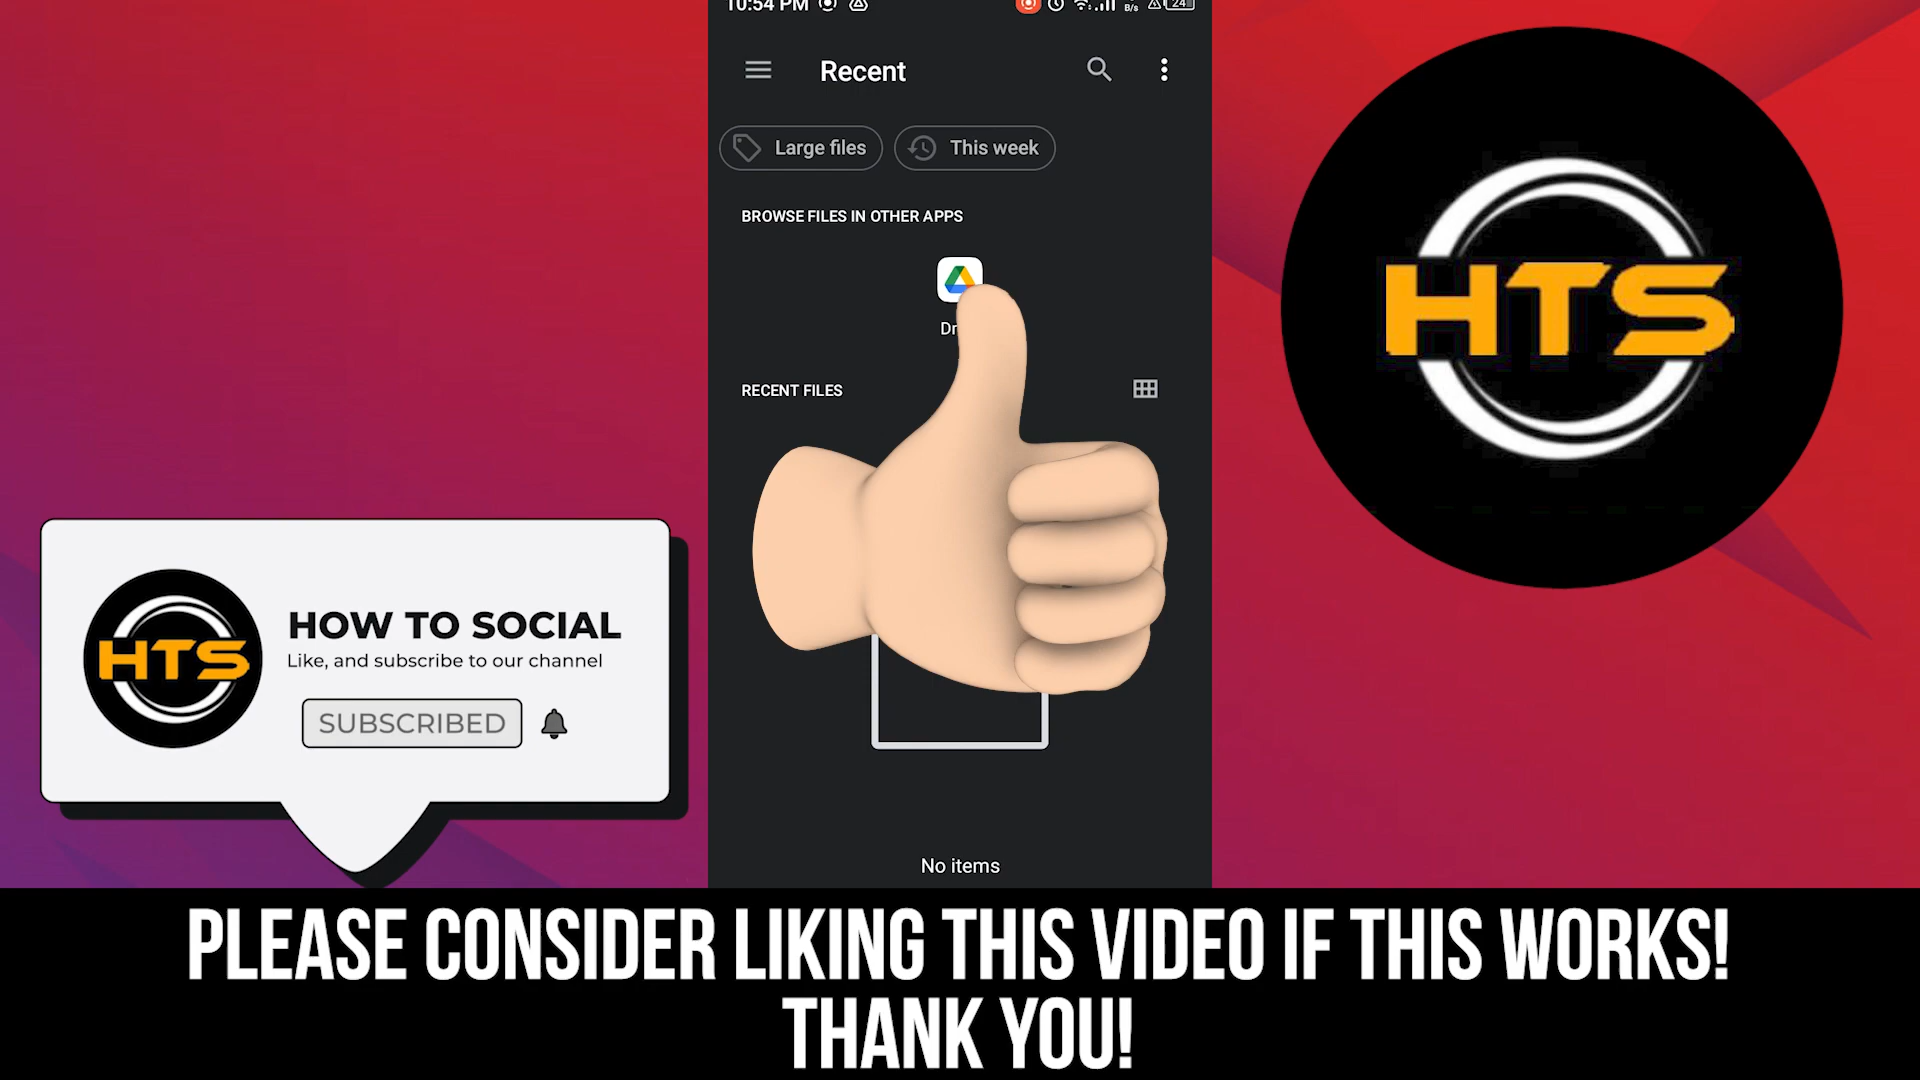 10:54 PM
B/s
24
Recent
Large files
This week
BROWSE FILES IN OTHER APPS
RECENT FILES
HTS
HTS
HOW TO SOCIAL
Like, and subscribe to our channel
SUBSCRIBED
No items
PLEASE CONSIDER LIKING THIS VIDEO IF THIS WORKS!
THANK YOU!